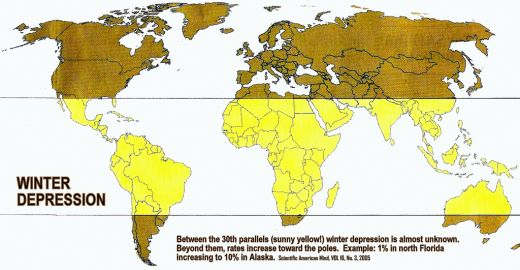 WINTER
DEPRESSION
Between the 30th parallels (sunny yellow!) winter depression is almost unknown.
Beyond them, rates increase toward the poles. Example: 1% in north Florida
increasing to 10% in Alaska. Scientific American Mind, Vol 16, No. 3, 2005